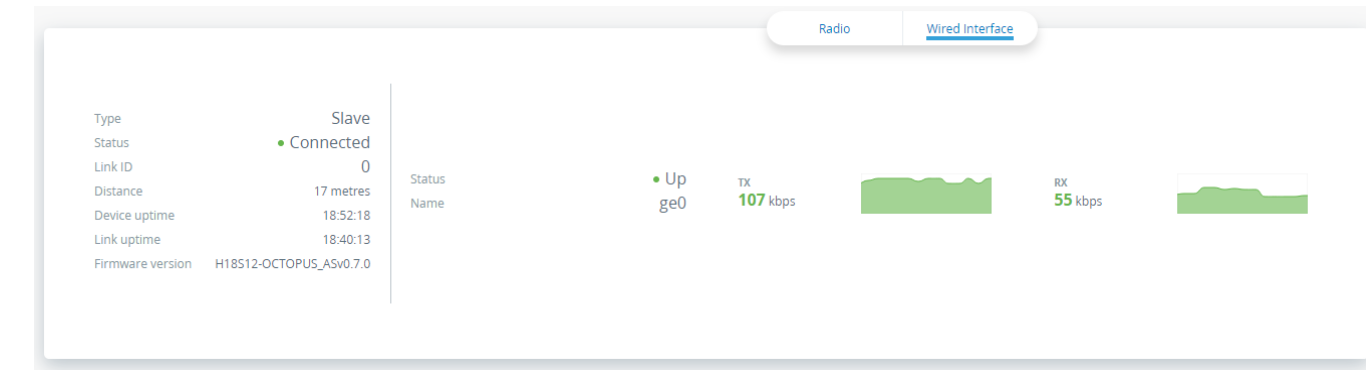 Radio Wired Interface
Type Slave
Status Connected
Link ID 0
Distance 17 metres
Device uptime 18:52:18
Link uptime 18:40:13
Firmware version H18S12-OCTOPUS_ASv0.7.0
Status Up
Name ge0
TX
107 kbps
RX
55 kbps